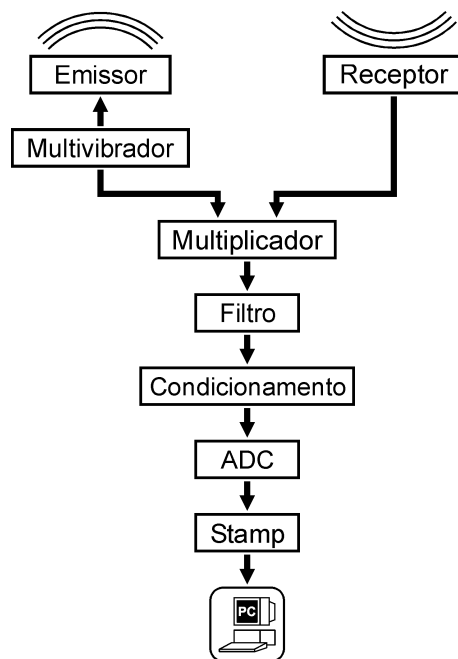 Emissor
Receptor
Multivibrador
Multiplicador
Filtro
Condicionamento
ADC
Stamp
PC